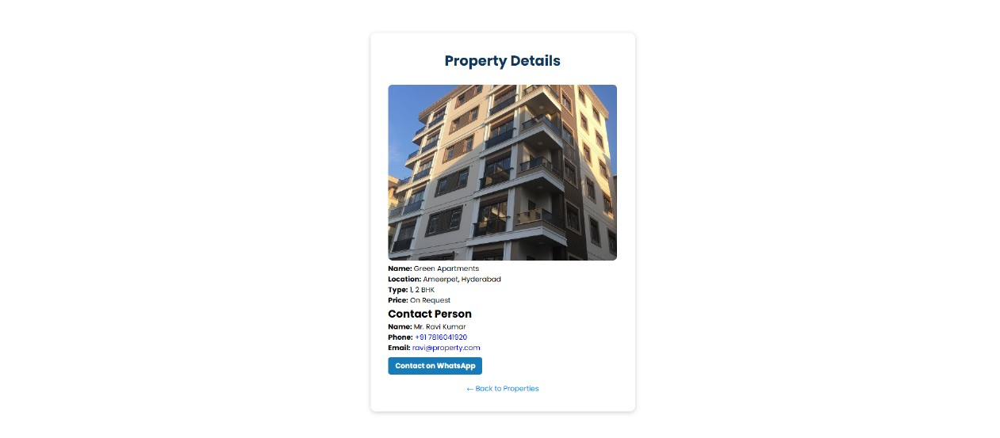 Property Details
Name: Green Apartments
Location: Ameerpet, Hyderabad
Type: 1, 2 BHK
Price: On Request
Contact Person
Name: Mr. Ravi Kumar
Phone: +91 7816041920
Email: ravi@property.com
Contact on WhatsApp
← Back to Properties